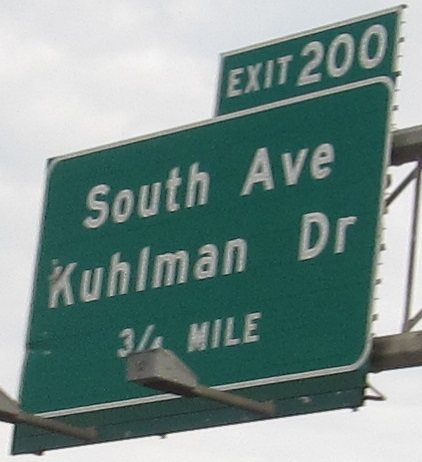 EXIT 200
South Ave
Kuhlman Dr
3/4 MILE